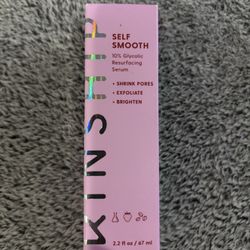 KINSHIP
SELF
SMOOTH
10% Glycolic
Resurfacing
Serum
+ SHRINK PORES
+ EXFOLIATE
+ BRIGHTEN
2.2 fl oz / 67 ml